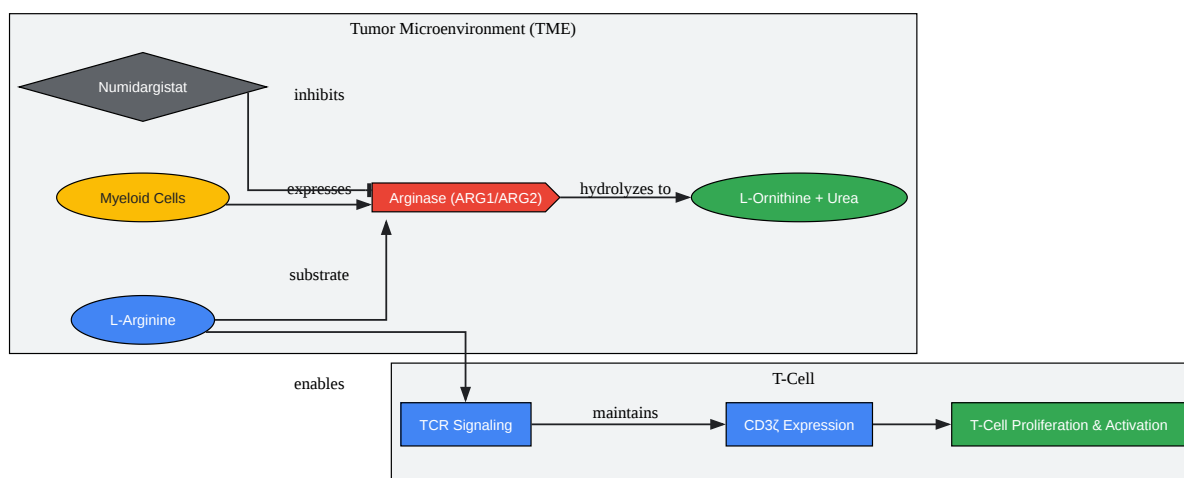 Tumor Microenvironment (TME)
Numidargistat
inhibits
expresses
Myeloid Cells
Arginase (ARG1/ARG2)
hydrolyzes to
L-Ornithine + Urea
substrate
L-Arginine
enables
T-Cell
TCR Signaling
maintains
CD3ζ Expression
T-Cell Proliferation & Activation